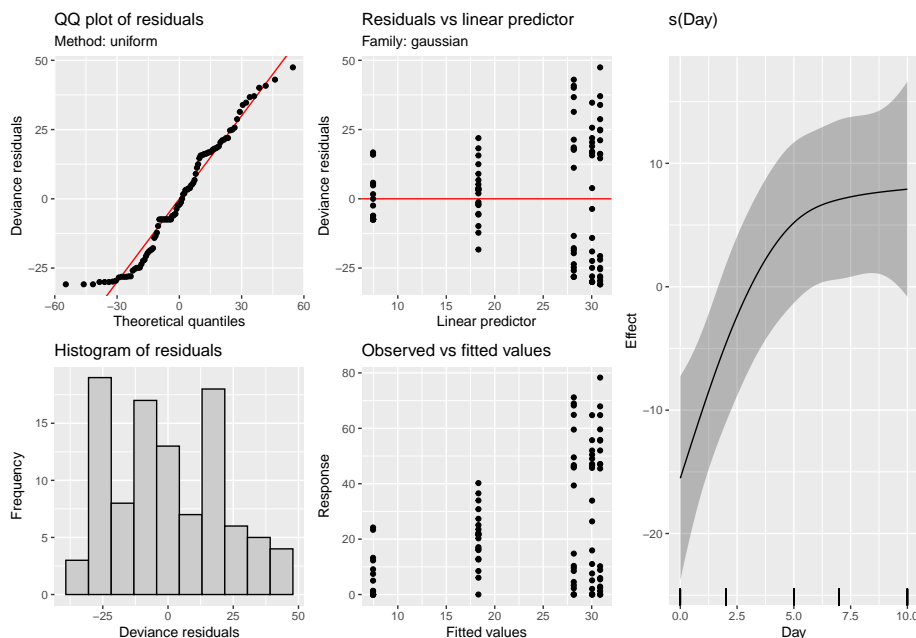 QQ plot of residuals
Method: uniform
50
25
0
−25
−60
−30
0
30
60
Deviance residuals
Theoretical quantiles
Residuals vs linear predictor
Family: gaussian
50
25
0
−25
10
15
20
25
30
Deviance residuals
Linear predictor
s(Day)
10
0
−10
−20
0.0
2.5
5.0
7.5
10.0
Effect
Day
Histogram of residuals
15
10
5
0
−25
0
25
50
Frequency
Deviance residuals
Observed vs fitted values
80
60
40
20
0
10
15
20
25
30
Response
Fitted values